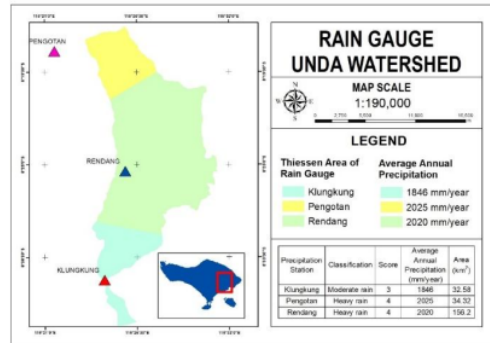 PENGOTAN
RENDANG
KLUNGKUNG
RAIN GAUGE
UNDA WATERSHED
MAP SCALE
1:190,000
LEGEND
Thiessen Area of Rain Gauge
Average Annual Precipitation
Klungkung 1846 mm/year
Pengotan 2025 mm/year
Rendang 2020 mm/year
Precipitation Station Classification Score Average Annual Precipitation (mm/year) Area (km²)
Klungkung Moderate rain 3 1846 32.58
Pengotan Heavy rain 4 2025 34.32
Rendang Heavy rain 4 2020 156.2